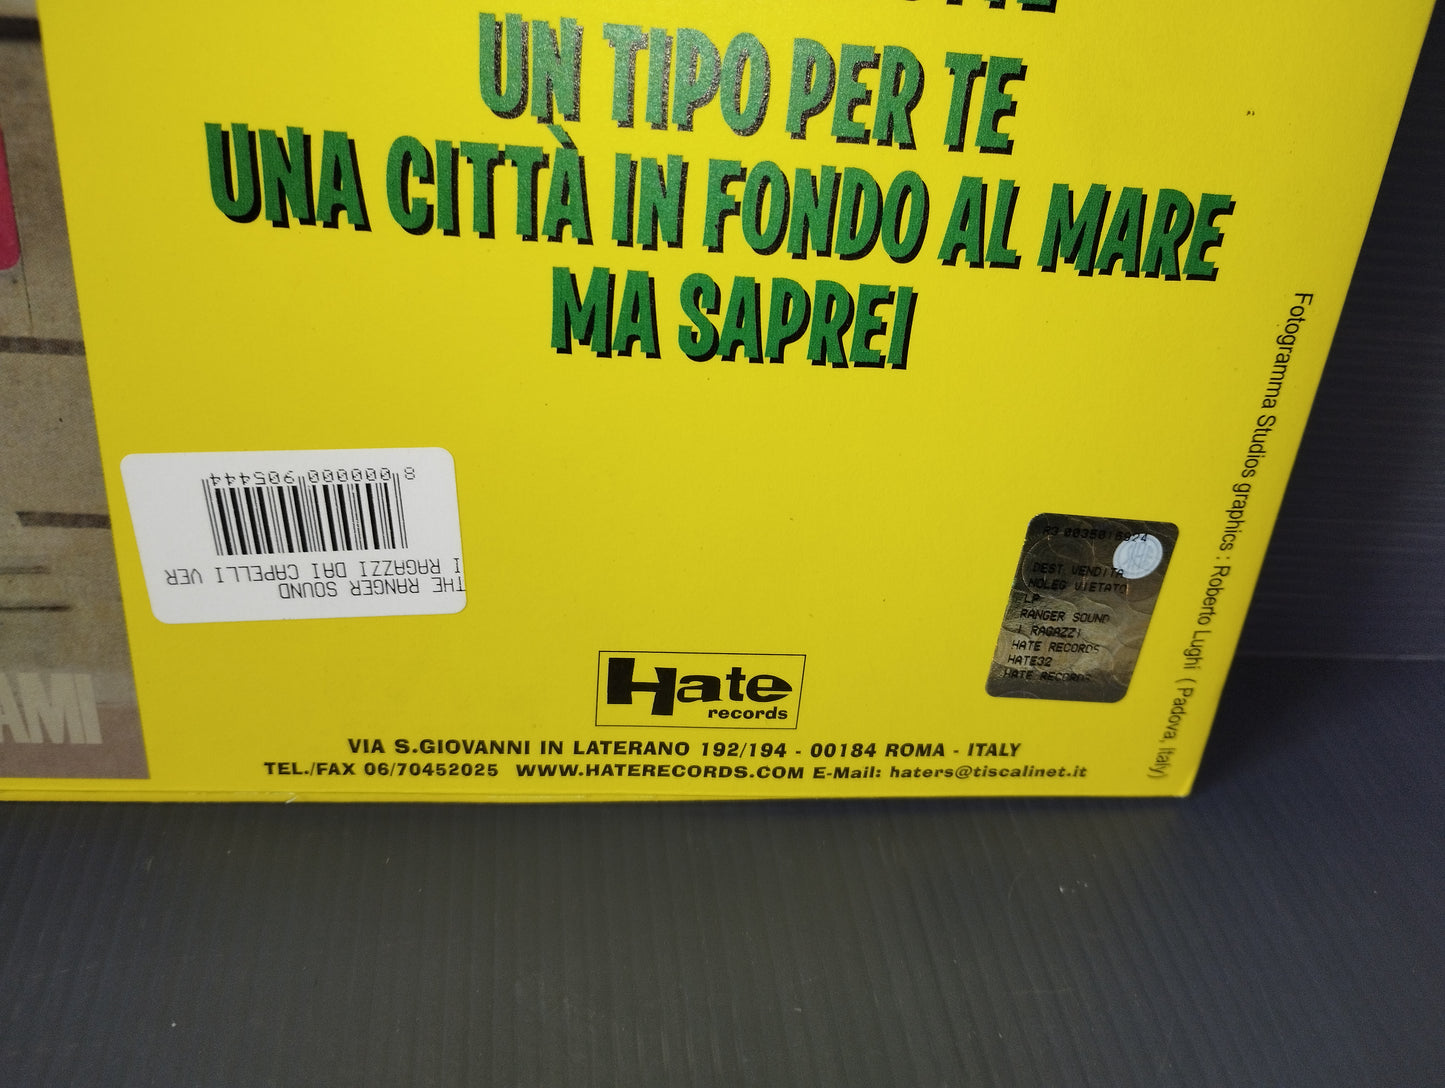 UN TIPO PER TE
UNA CITTÀ IN FONDO AL MARE
MA SAPREI
Fotogramma Studios graphics : Roberto Lughi ( Padova, Italy)
8 000000 905444
THE RANGER SOUND
I RAGAZZI DAI CAPELLI VER
DEST. VENDITA
NOLEG VIETATO
LP
RANGER SOUND
I RAGAZZI
HATE RECORDS
HATE32
HATE RECORDS
AMI
Hate
records
VIA S.GIOVANNI IN LATERANO 192/194 - 00184 ROMA - ITALY
TEL./FAX 06/70452025 WWW.HATERECORDS.COM E-Mail: haters@tiscalinet.it